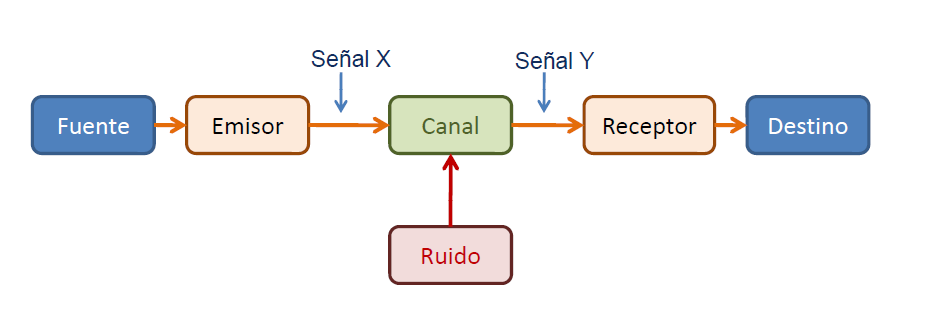 Señal X
Señal Y
Fuente
Emisor
Canal
Receptor
Destino
Ruido